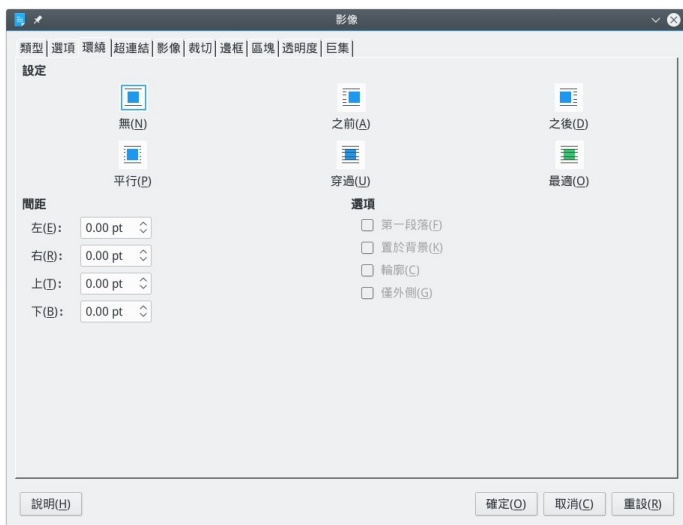 影像
類型 選項 環繞 超連結 影像 裁切 邊框 區塊 透明度 巨集
設定
無(N) 之前(A) 之後(D)
平行(P) 穿過(U) 最適(O)
間距 選項
左(E): 0.00 pt 第一段落(F)
右(R): 0.00 pt 置於背景(K)
上(T): 0.00 pt 輪廓(C)
下(B): 0.00 pt 僅外側(G)
說明(H) 確定(O) 取消(C) 重設(R)